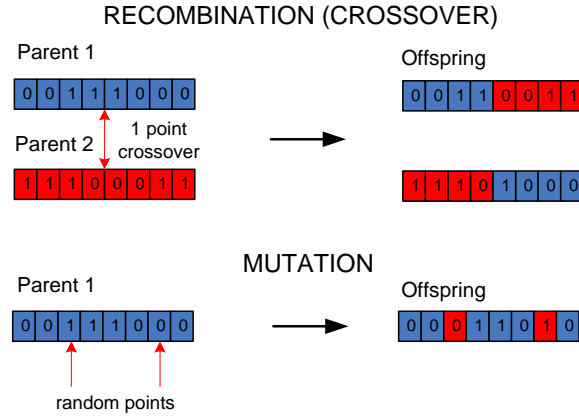 RECOMBINATION (CROSSOVER)
Parent 1
0 0 1 1 1 0 0 0
Offspring
0 0 1 1 0 0 1 1
1 point
crossover
Parent 2
1 1 1 0 0 0 1 1
1 1 1 0 1 0 0 0
MUTATION
Parent 1
0 0 1 1 1 0 0 0
Offspring
0 0 0 1 1 0 1 0
random points